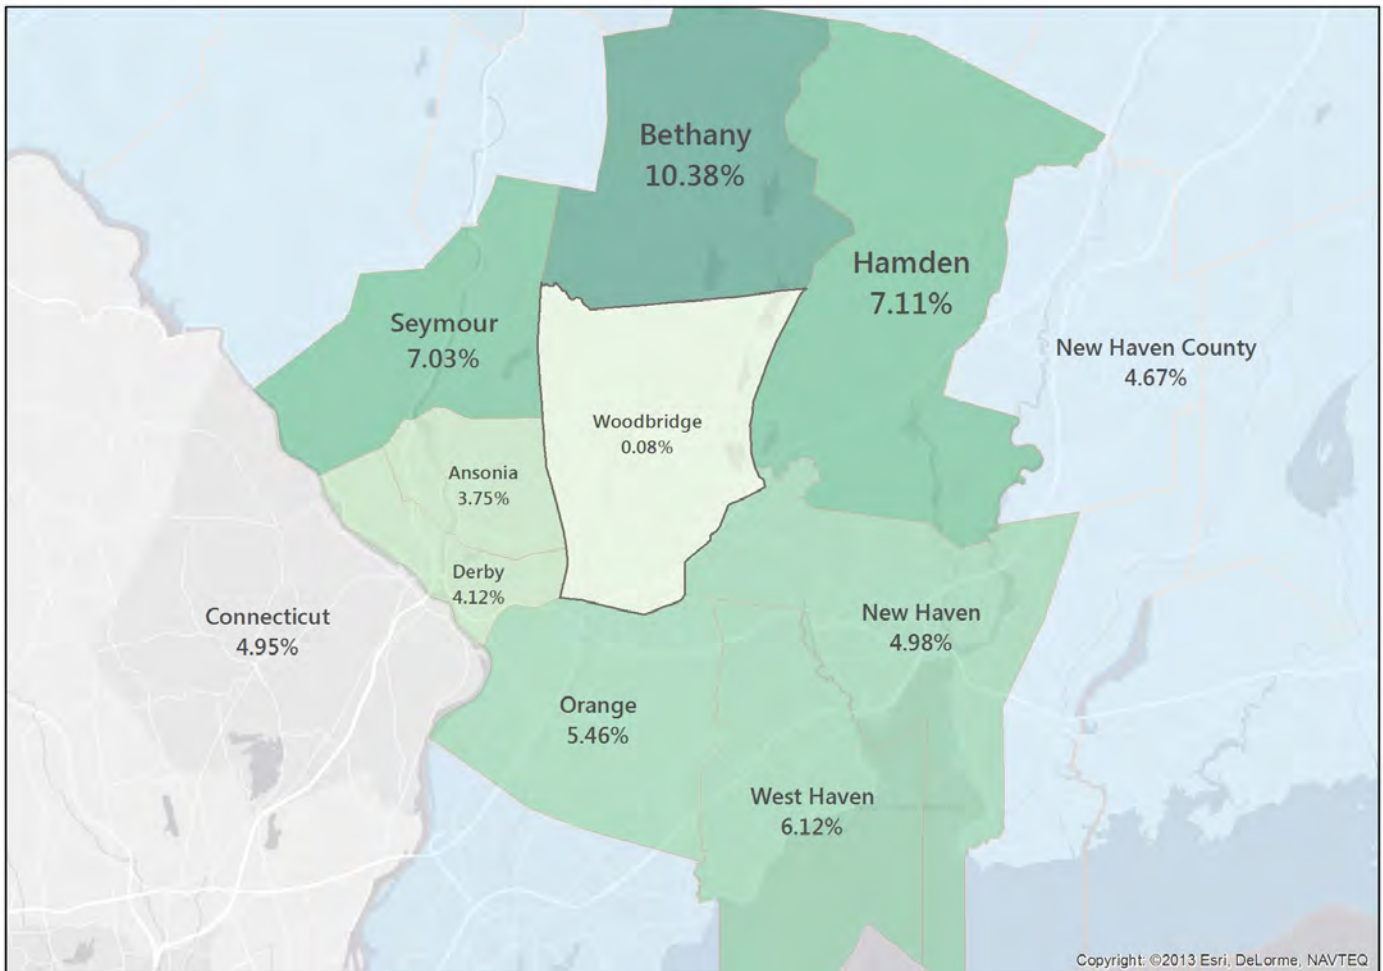 Bethany
10.38%
Hamden
7.11%
Seymour
7.03%
New Haven County
4.67%
Woodbridge
0.08%
Ansonia
3.75%
Derby
4.12%
Connecticut
4.95%
New Haven
4.98%
Orange
5.46%
West Haven
6.12%
Copyright: ©2013 Esri, DeLorme, NAVTEQ